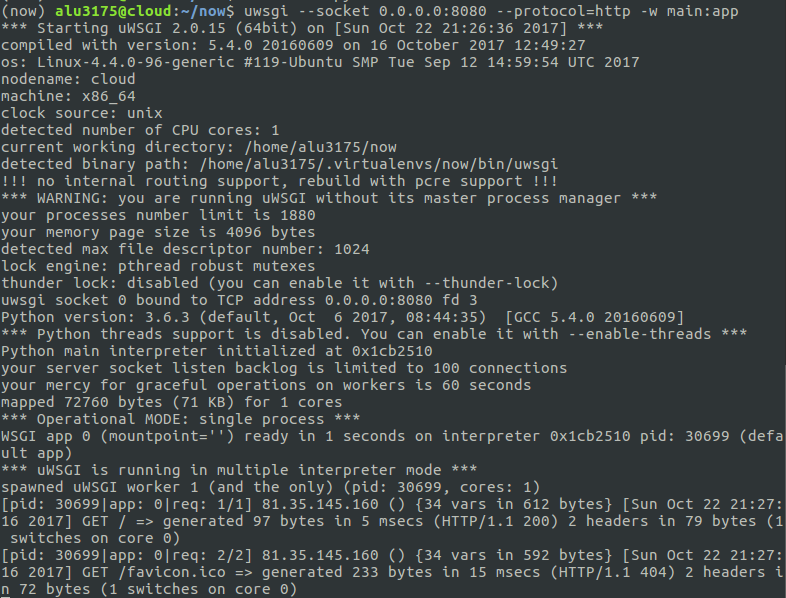 (now) alu3175@cloud:~/now$ uwsgi --socket 0.0.0.0:8080 --protocol=http -w main:app
*** Starting uWSGI 2.0.15 (64bit) on [Sun Oct 22 21:26:36 2017] ***
compiled with version: 5.4.0 20160609 on 16 October 2017 12:49:27
os: Linux-4.4.0-96-generic #119-Ubuntu SMP Tue Sep 12 14:59:54 UTC 2017
nodename: cloud
machine: x86_64
clock source: unix
detected number of CPU cores: 1
current working directory: /home/alu3175/now
detected binary path: /home/alu3175/.virtualenvs/now/bin/uwsgi
!!! no internal routing support, rebuild with pcre support !!!
*** WARNING: you are running uWSGI without its master process manager ***
your processes number limit is 1880
your memory page size is 4096 bytes
detected max file descriptor number: 1024
lock engine: pthread robust mutexes
thunder lock: disabled (you can enable it with --thunder-lock)
uwsgi socket 0 bound to TCP address 0.0.0.0:8080 fd 3
Python version: 3.6.3 (default, Oct  6 2017, 08:44:35)  [GCC 5.4.0 20160609]
*** Python threads support is disabled. You can enable it with --enable-threads ***
Python main interpreter initialized at 0x1cb2510
your server socket listen backlog is limited to 100 connections
your mercy for graceful operations on workers is 60 seconds
mapped 72760 bytes (71 KB) for 1 cores
*** Operational MODE: single process ***
WSGI app 0 (mountpoint='') ready in 1 seconds on interpreter 0x1cb2510 pid: 30699 (defa
ult app)
*** uWSGI is running in multiple interpreter mode ***
spawned uWSGI worker 1 (and the only) (pid: 30699, cores: 1)
[pid: 30699|app: 0|req: 1/1] 81.35.145.160 () {34 vars in 612 bytes} [Sun Oct 22 21:27:
16 2017] GET / => generated 97 bytes in 5 msecs (HTTP/1.1 200) 2 headers in 79 bytes (1
 switches on core 0)
[pid: 30699|app: 0|req: 2/2] 81.35.145.160 () {34 vars in 592 bytes} [Sun Oct 22 21:27:
16 2017] GET /favicon.ico => generated 233 bytes in 15 msecs (HTTP/1.1 404) 2 headers i
n 72 bytes (1 switches on core 0)